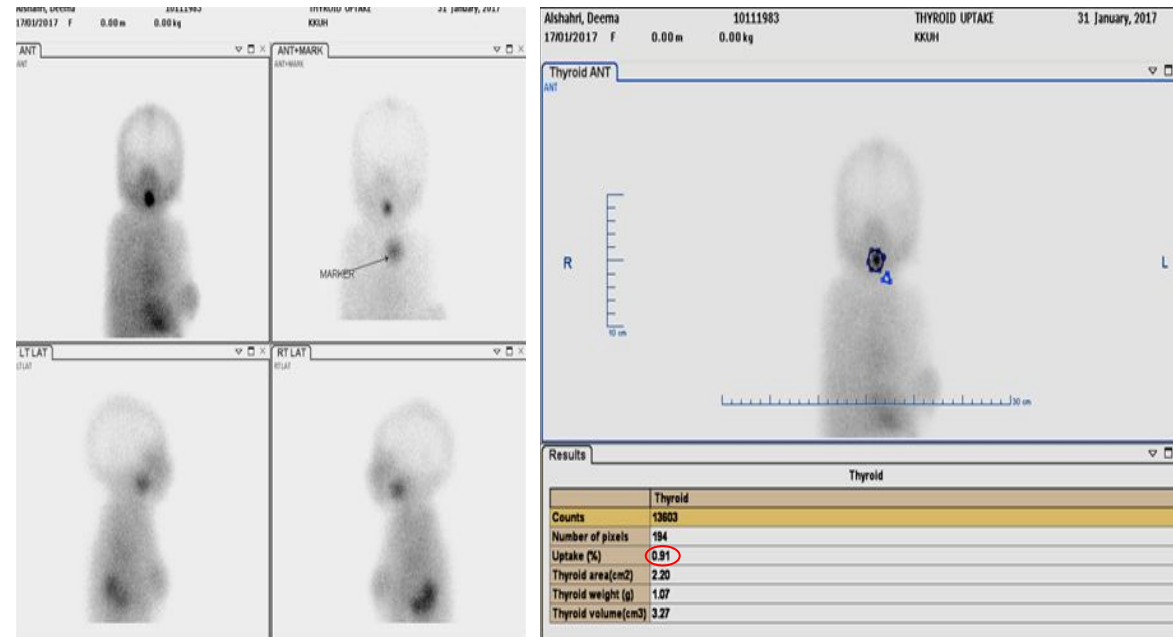 Alshahri, Deema 10111983 THYROID UPTAKE 31 January, 2017
17/01/2017 F 0.00 m 0.00 kg KKUH
ANT
ANT
ANT+MARK
ANT+MARK
MARKER
LT LAT
LT LAT
RT LAT
RT LAT
Alshahri, Deema 10111983 THYROID UPTAKE 31 January, 2017
17/01/2017 F 0.00 m 0.00 kg KKUH
Thyroid ANT
ANT
R
L
10 cm
Results
Thyroid
Thyroid
Counts 13603
Number of pixels 194
Uptake (%) 0.91
Thyroid area(cm2) 2.20
Thyroid weight (g) 1.07
Thyroid volume(cm3) 3.27